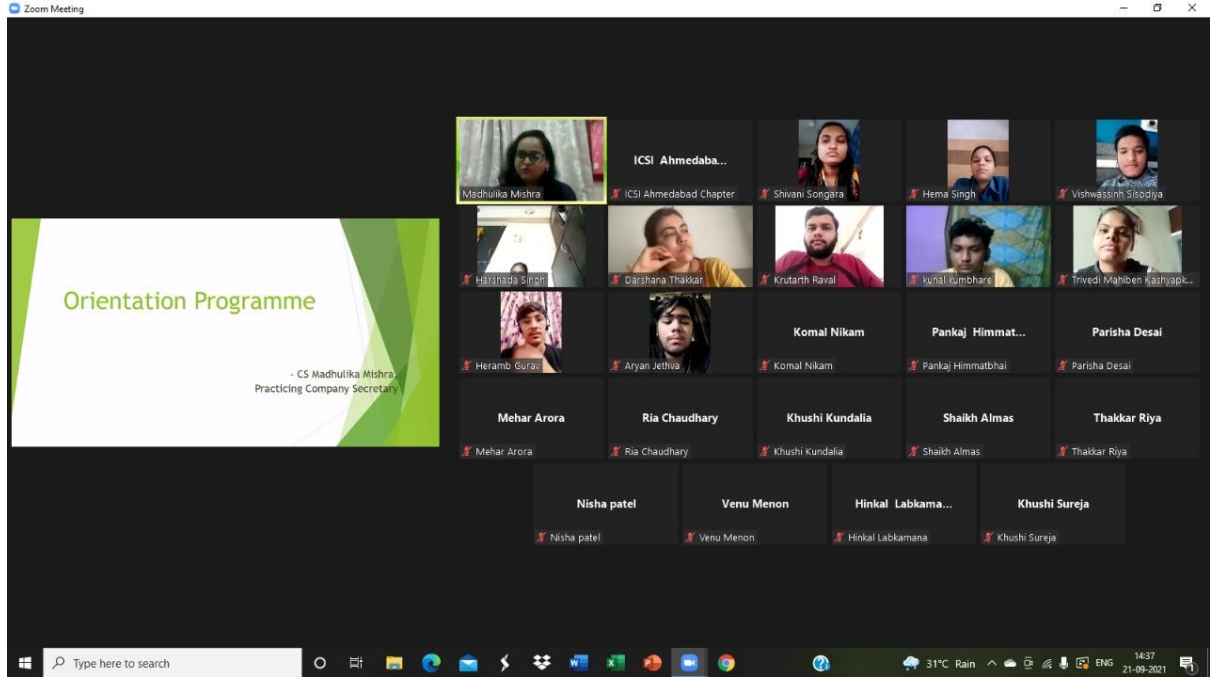 Zoom Meeting
Orientation Programme
- CS Madhulika Mishra,
Practicing Company Secretary
Madhulika Mishra
ICSI Ahmedaba...
ICSI Ahmedabad Chapter
Shivani Songara
Hema Singh
Vishwassinh Sisodiya
Harshada Singh
Darshana Thakkar
Krutarth Raval
kunal kumbhare
Trivedi Mahiben Kashyapk...
Heramb Gurav
Aryan Jethva
Komal Nikam
Komal Nikam
Pankaj Himmat...
Pankaj Himmatbhai
Parisha Desai
Parisha Desai
Mehar Arora
Mehar Arora
Ria Chaudhary
Ria Chaudhary
Khushi Kundalia
Khushi Kundalia
Shaikh Almas
Shaikh Almas
Thakkar Riya
Thakkar Riya
Nisha patel
Nisha patel
Venu Menon
Venu Menon
Hinkal Labkama...
Hinkal Labkamana
Khushi Sureja
Khushi Sureja
Type here to search
31°C Rain
ENG
14:37
21-09-2021